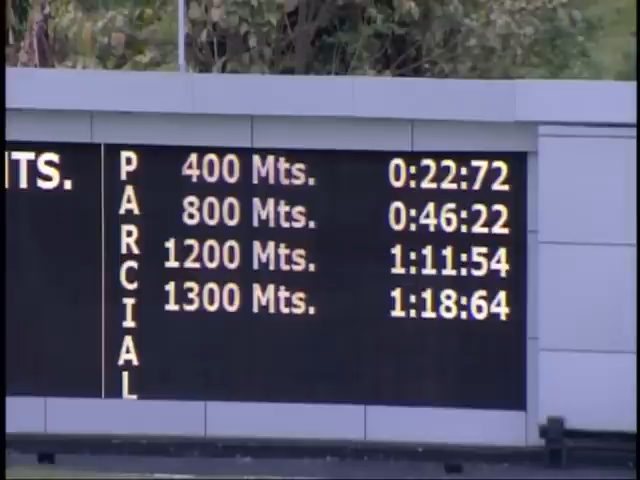 TS.
PARCIAL
400 Mts. 0:22:72
800 Mts. 0:46:22
1200 Mts. 1:11:54
1300 Mts. 1:18:64